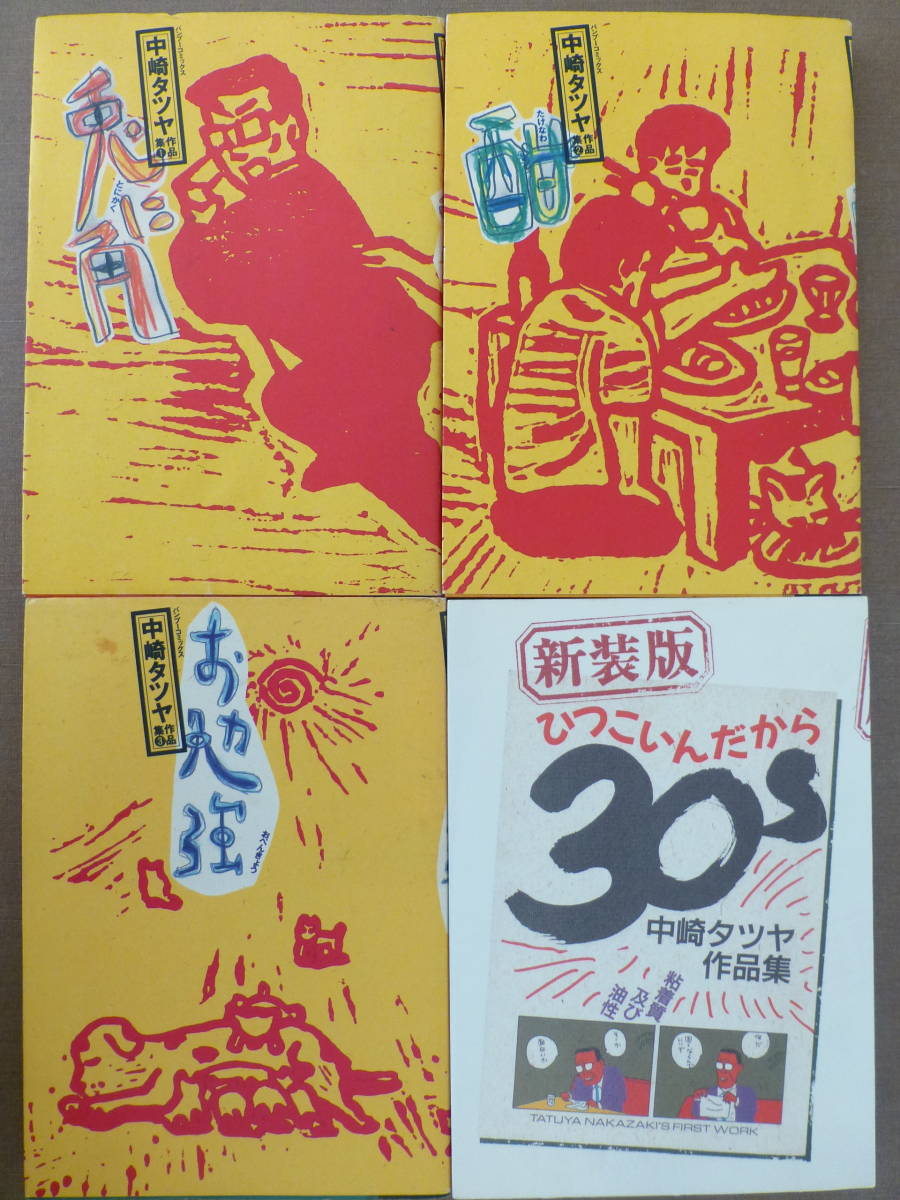 バンブーコミックス
中崎タツヤ
作品集❶
兎に角
とにかく
バンブーコミックス
中崎タツヤ
作品集❷
酣
たけなわ
バンブーコミックス
中崎タツヤ
作品集❸
お勉強
おべんきよう
新装版
ひつこいんだから
30s
中崎タツヤ
作品集
粘着質
及び
油性
TATUYA NAKAZAKI'S FIRST WORK